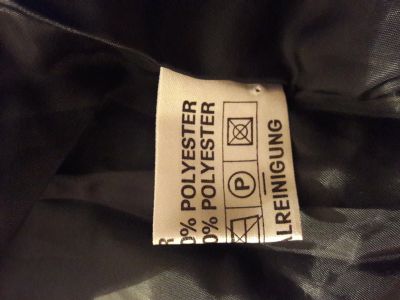 R
0% POLYESTER
0% POLYESTER
P
ALREINIGUNG